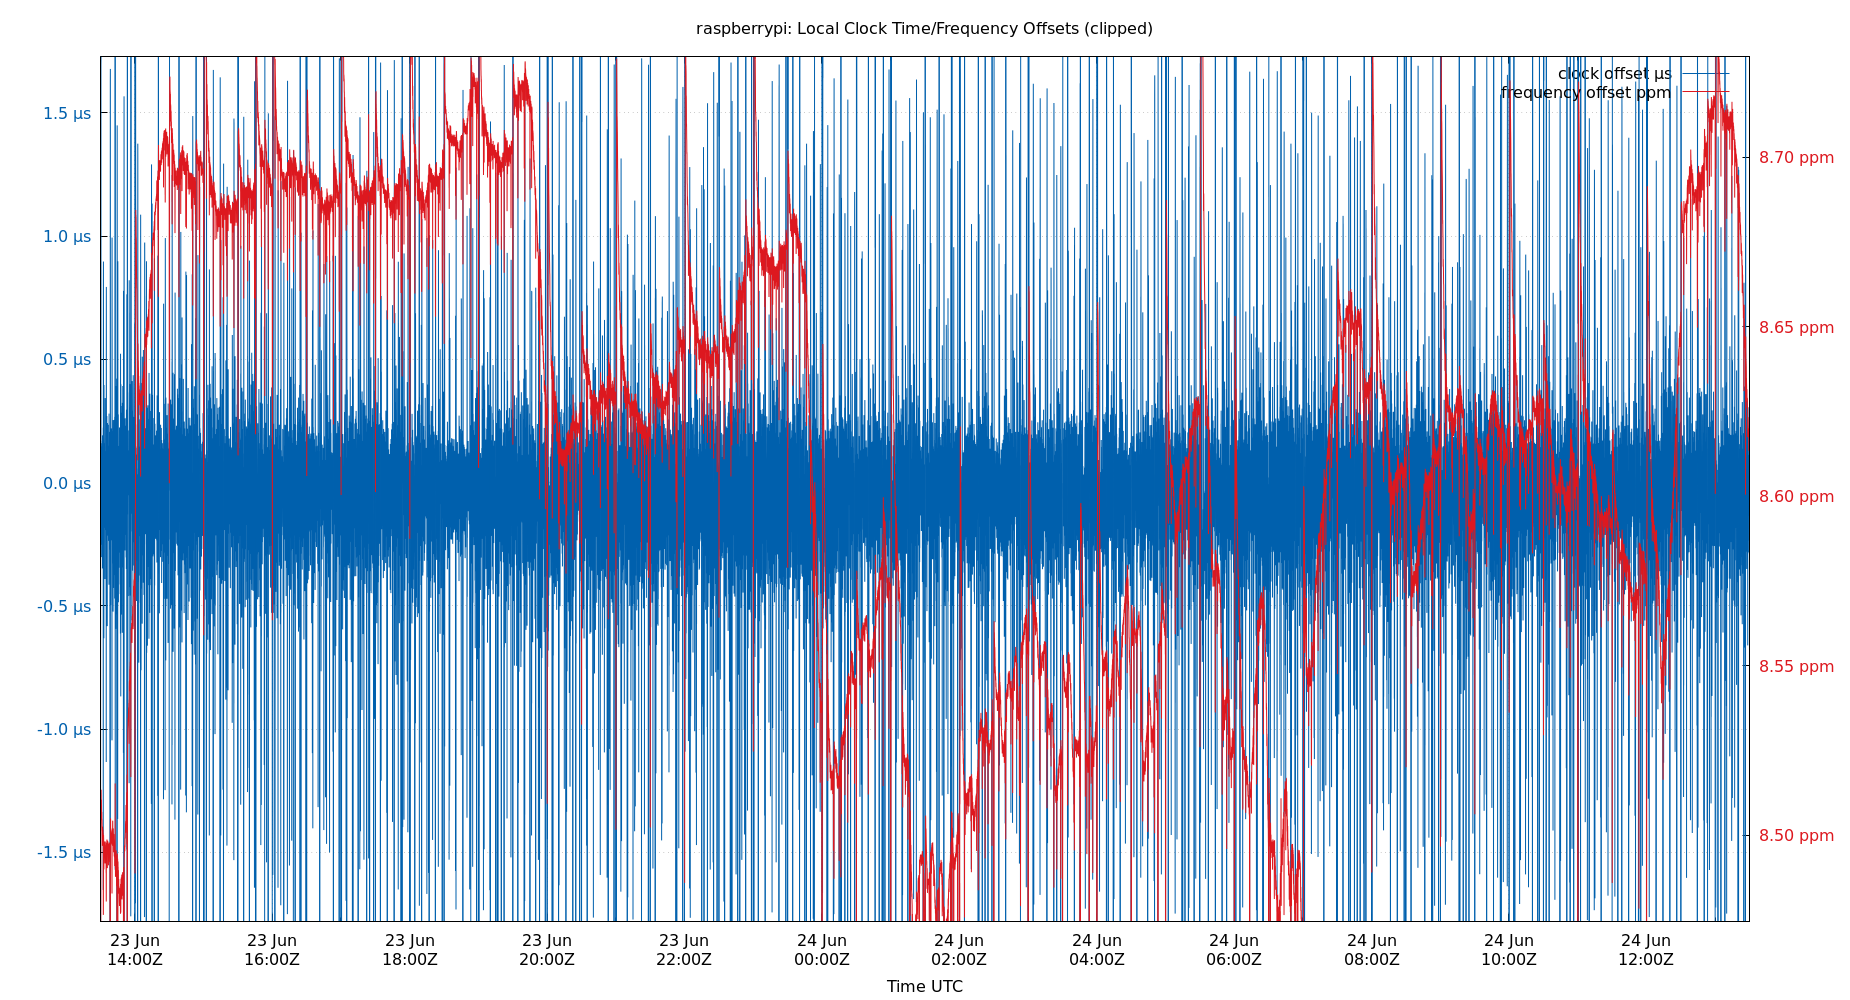 raspberrypi: Local Clock Time/Frequency Offsets (clipped)
clock offset µs
frequency offset ppm
1.5 µs
1.0 µs
0.5 µs
0.0 µs
-0.5 µs
-1.0 µs
-1.5 µs
8.70 ppm
8.65 ppm
8.60 ppm
8.55 ppm
8.50 ppm
23 Jun 23 Jun 23 Jun 23 Jun 23 Jun 24 Jun 24 Jun 24 Jun 24 Jun 24 Jun 24 Jun 24 Jun
14:00Z 16:00Z 18:00Z 20:00Z 22:00Z 00:00Z 02:00Z 04:00Z 06:00Z 08:00Z 10:00Z 12:00Z
Time UTC